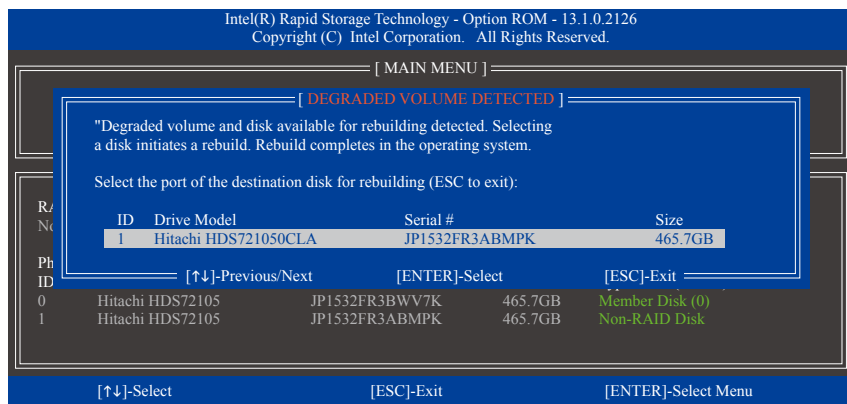 Intel(R) Rapid Storage Technology - Option ROM - 13.1.0.2126
Copyright (C) Intel Corporation. All Rights Reserved.
[ MAIN MENU ]
[ DEGRADED VOLUME DETECTED ]
"Degraded volume and disk available for rebuilding detected. Selecting
a disk initiates a rebuild. Rebuild completes in the operating system.
Select the port of the destination disk for rebuilding (ESC to exit):
ID Drive Model Serial # Size
1 Hitachi HDS721050CLA JP1532FR3ABMPK 465.7GB
[↑↓]-Previous/Next [ENTER]-Select [ESC]-Exit
ID
0 Hitachi HDS72105 JP1532FR3BWV7K 465.7GB Member Disk (0)
1 Hitachi HDS72105 JP1532FR3ABMPK 465.7GB Non-RAID Disk
[↑↓]-Select [ESC]-Exit [ENTER]-Select Menu